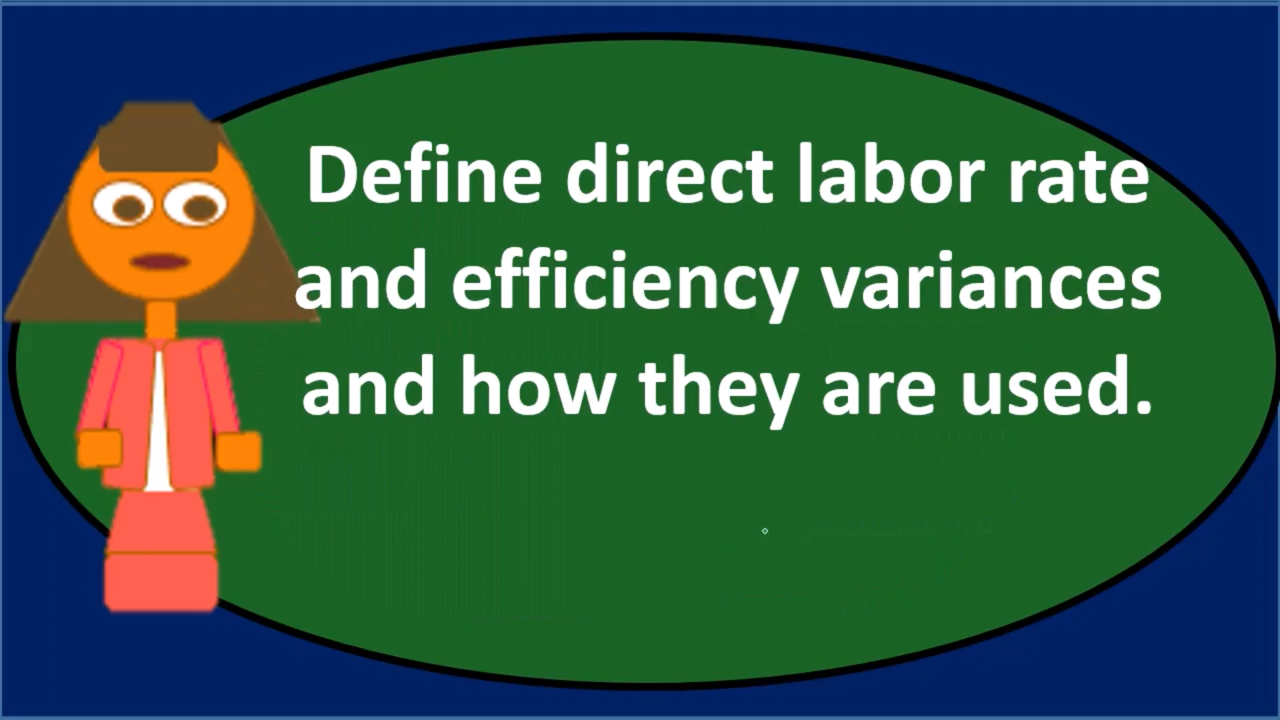 Define direct labor rate
and efficiency variances
and how they are used.